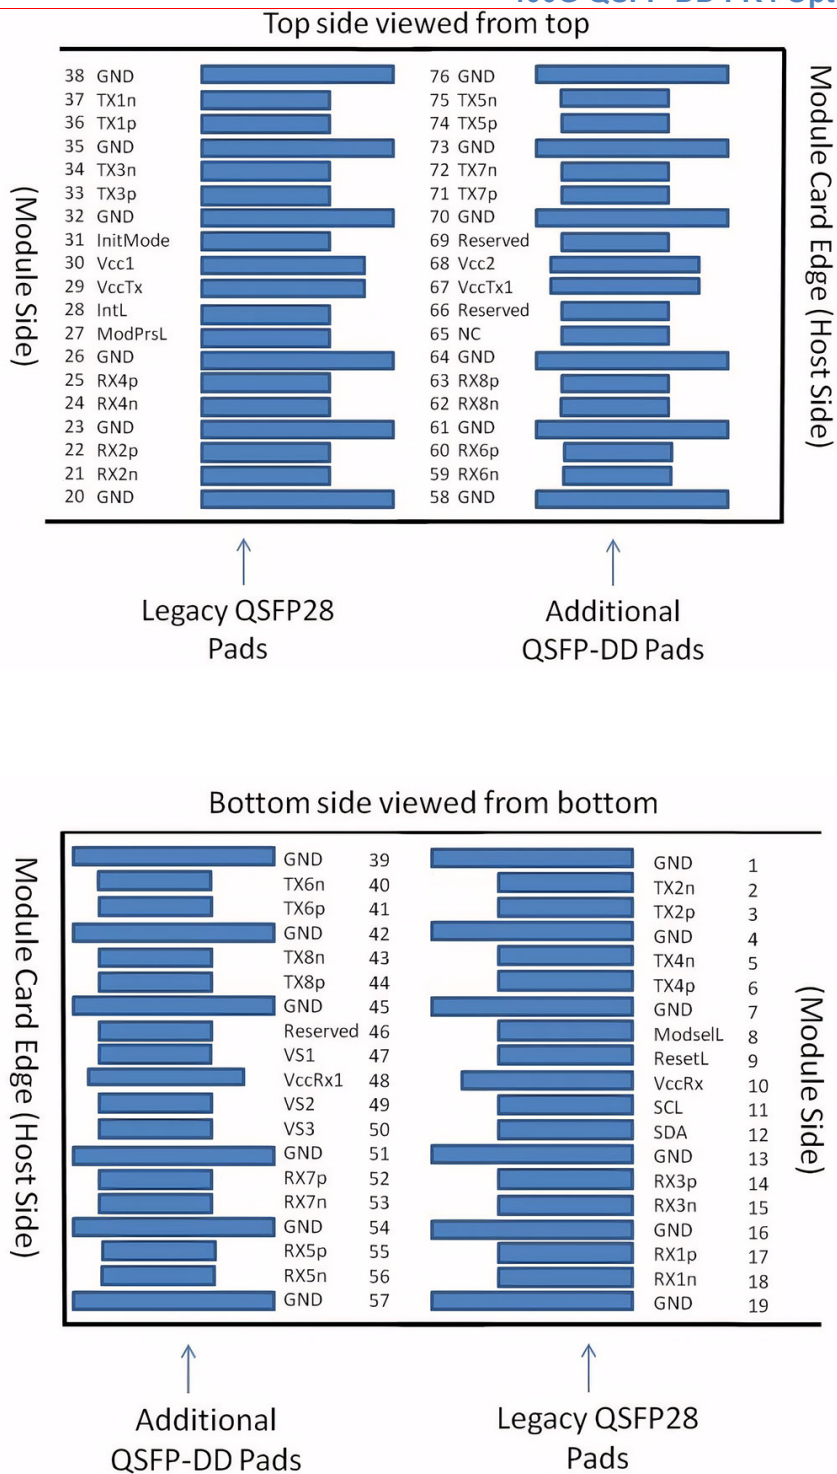 Top side viewed from top
38 GND 76 GND
37 TX1n 75 TX5n
36 TX1p 74 TX5p
35 GND 73 GND
34 TX3n 72 TX7n
33 TX3p 71 TX7p
32 GND 70 GND
31 InitMode 69 Reserved
30 Vcc1 68 Vcc2
29 VccTx 67 VccTx1
28 IntL 66 Reserved
27 ModPrsL 65 NC
26 GND 64 GND
25 RX4p 63 RX8p
24 RX4n 62 RX8n
23 GND 61 GND
22 RX2p 60 RX6p
21 RX2n 59 RX6n
20 GND 58 GND
(Module Side)
Module Card Edge (Host Side)
Legacy QSFP28
Pads
Additional
QSFP-DD Pads
Bottom side viewed from bottom
GND 39 GND 1
TX6n 40 TX2n 2
TX6p 41 TX2p 3
GND 42 GND 4
TX8n 43 TX4n 5
TX8p 44 TX4p 6
GND 45 GND 7
Reserved 46 ModselL 8
VS1 47 ResetL 9
VccRx1 48 VccRx 10
VS2 49 SCL 11
VS3 50 SDA 12
GND 51 GND 13
RX7p 52 RX3p 14
RX7n 53 RX3n 15
GND 54 GND 16
RX5p 55 RX1p 17
RX5n 56 RX1n 18
GND 57 GND 19
Module Card Edge (Host Side)
(Module Side)
Additional
QSFP-DD Pads
Legacy QSFP28
Pads